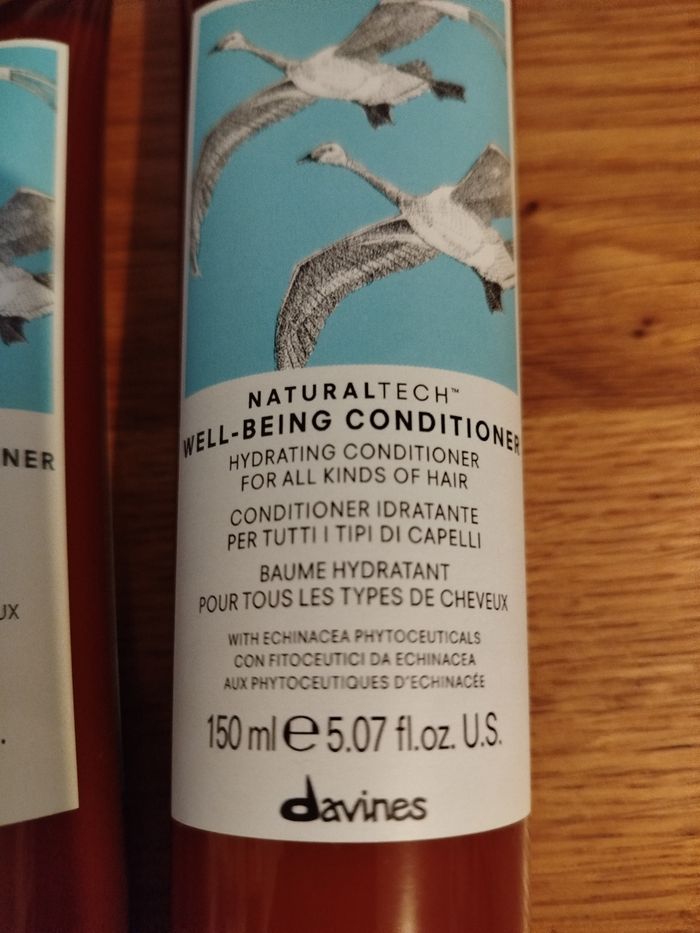 NER
UX
NATURALTECH™
WELL-BEING CONDITIONER
HYDRATING CONDITIONER
FOR ALL KINDS OF HAIR
CONDITIONER IDRATANTE
PER TUTTI I TIPI DI CAPELLI
BAUME HYDRATANT
POUR TOUS LES TYPES DE CHEVEUX
WITH ECHINACEA PHYTOCEUTICALS
CON FITOCEUTICI DA ECHINACEA
AUX PHYTOCEUTIQUES D'ECHINACÉE
150 ml e 5.07 fl.oz. U.S.
davines